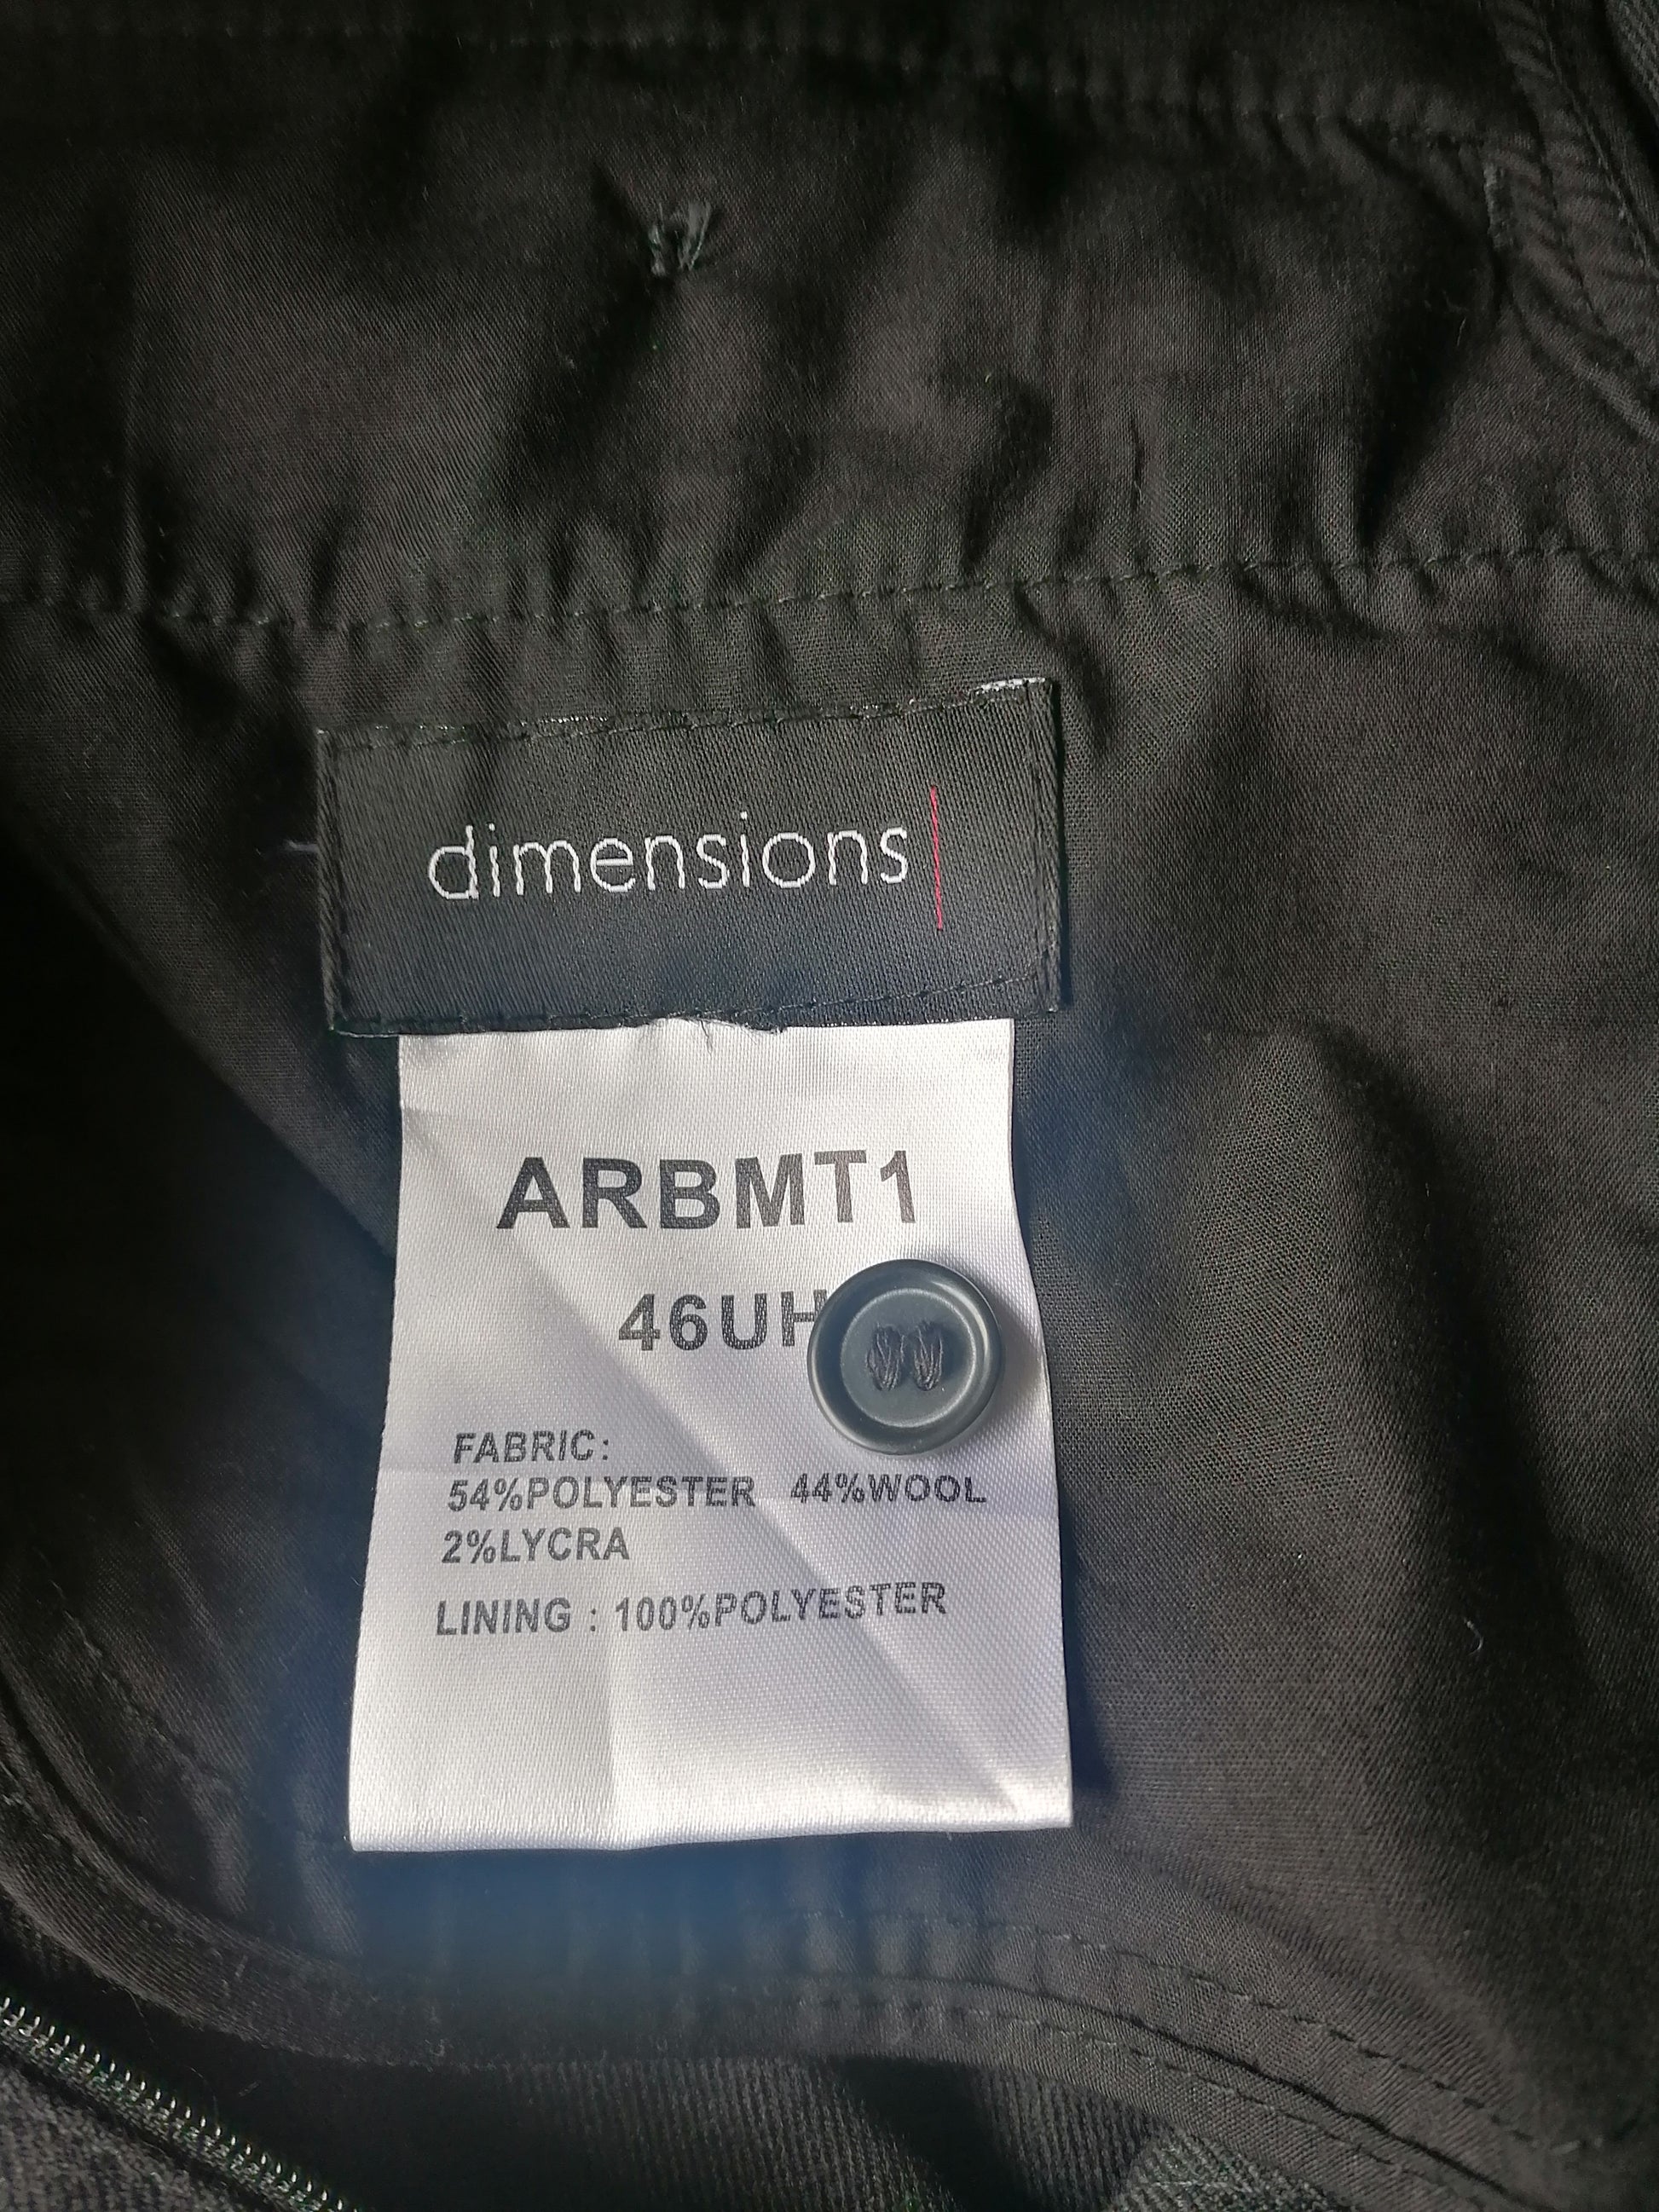 dimensions
ARBMT1
46UH
FABRIC:
54%POLYESTER 44%WOOL
2%LYCRA
LINING : 100%POLYESTER